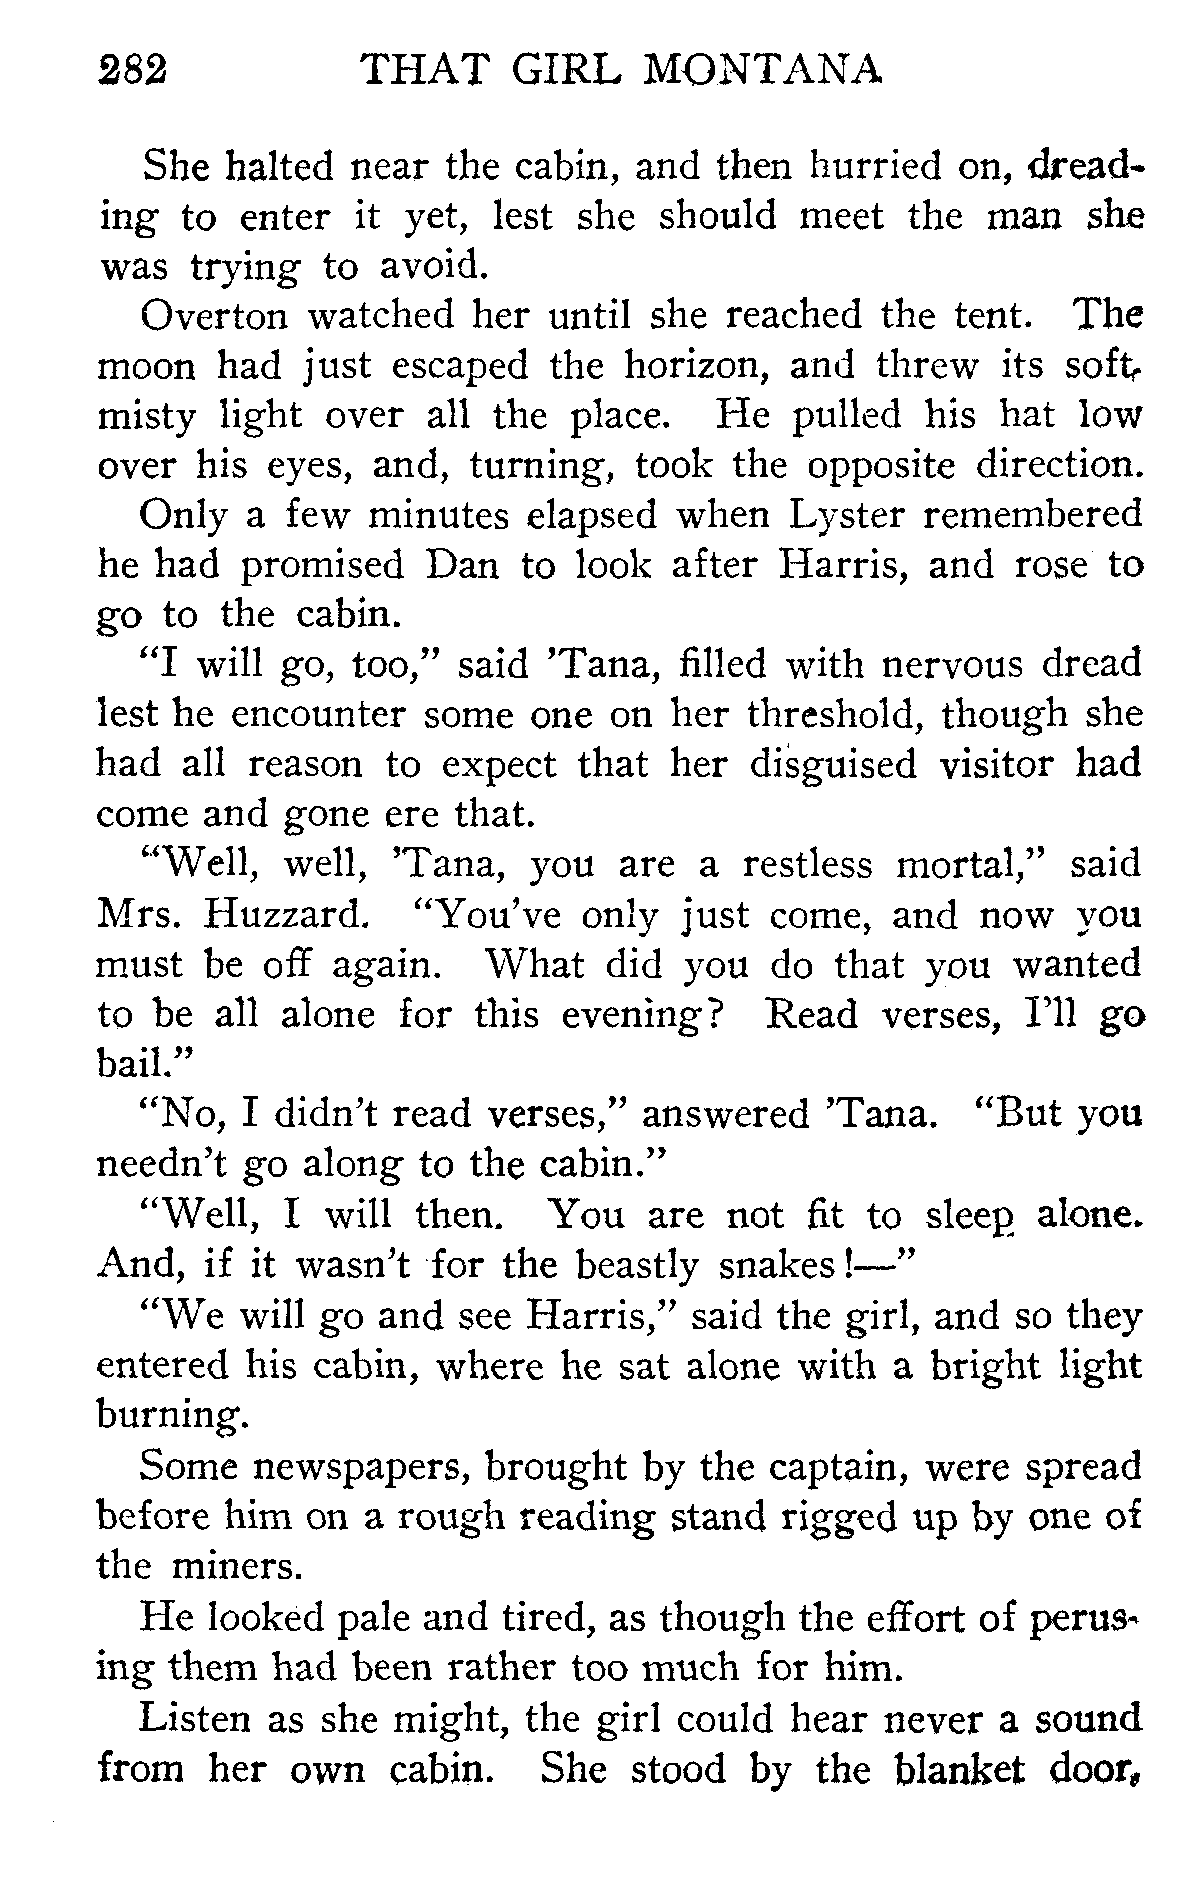 282 THAT GIRL MONTANA
She halted near the cabin, and then hurried on, dread-
ing to enter it yet, lest she should meet the man she
was trying to avoid.
Overton watched her until she reached the tent. The
moon had just escaped the horizon, and threw its soft,
misty light over all the place. He pulled his hat low
over his eyes, and, turning, took the opposite direction.
Only a few minutes elapsed when Lyster remembered
he had promised Dan to look after Harris, and rose to
go to the cabin.
“I will go, too,” said ’Tana, filled with nervous dread
lest he encounter some one on her threshold, though she
had all reason to expect that her disguised visitor had
come and gone ere that.
“Well, well, ’Tana, you are a restless mortal,” said
Mrs. Huzzard. “You’ve only just come, and now you
must be off again. What did you do that you wanted
to be all alone for this evening? Read verses, I’ll go
bail.”
“No, I didn’t read verses,” answered ’Tana. “But you
needn’t go along to the cabin.”
“Well, I will then. You are not fit to sleep alone.
And, if it wasn’t for the beastly snakes!—”
“We will go and see Harris,” said the girl, and so they
entered his cabin, where he sat alone with a bright light
burning.
Some newspapers, brought by the captain, were spread
before him on a rough reading stand rigged up by one of
the miners.
He looked pale and tired, as though the effort of perus-
ing them had been rather too much for him.
Listen as she might, the girl could hear never a sound
from her own cabin. She stood by the blanket door,